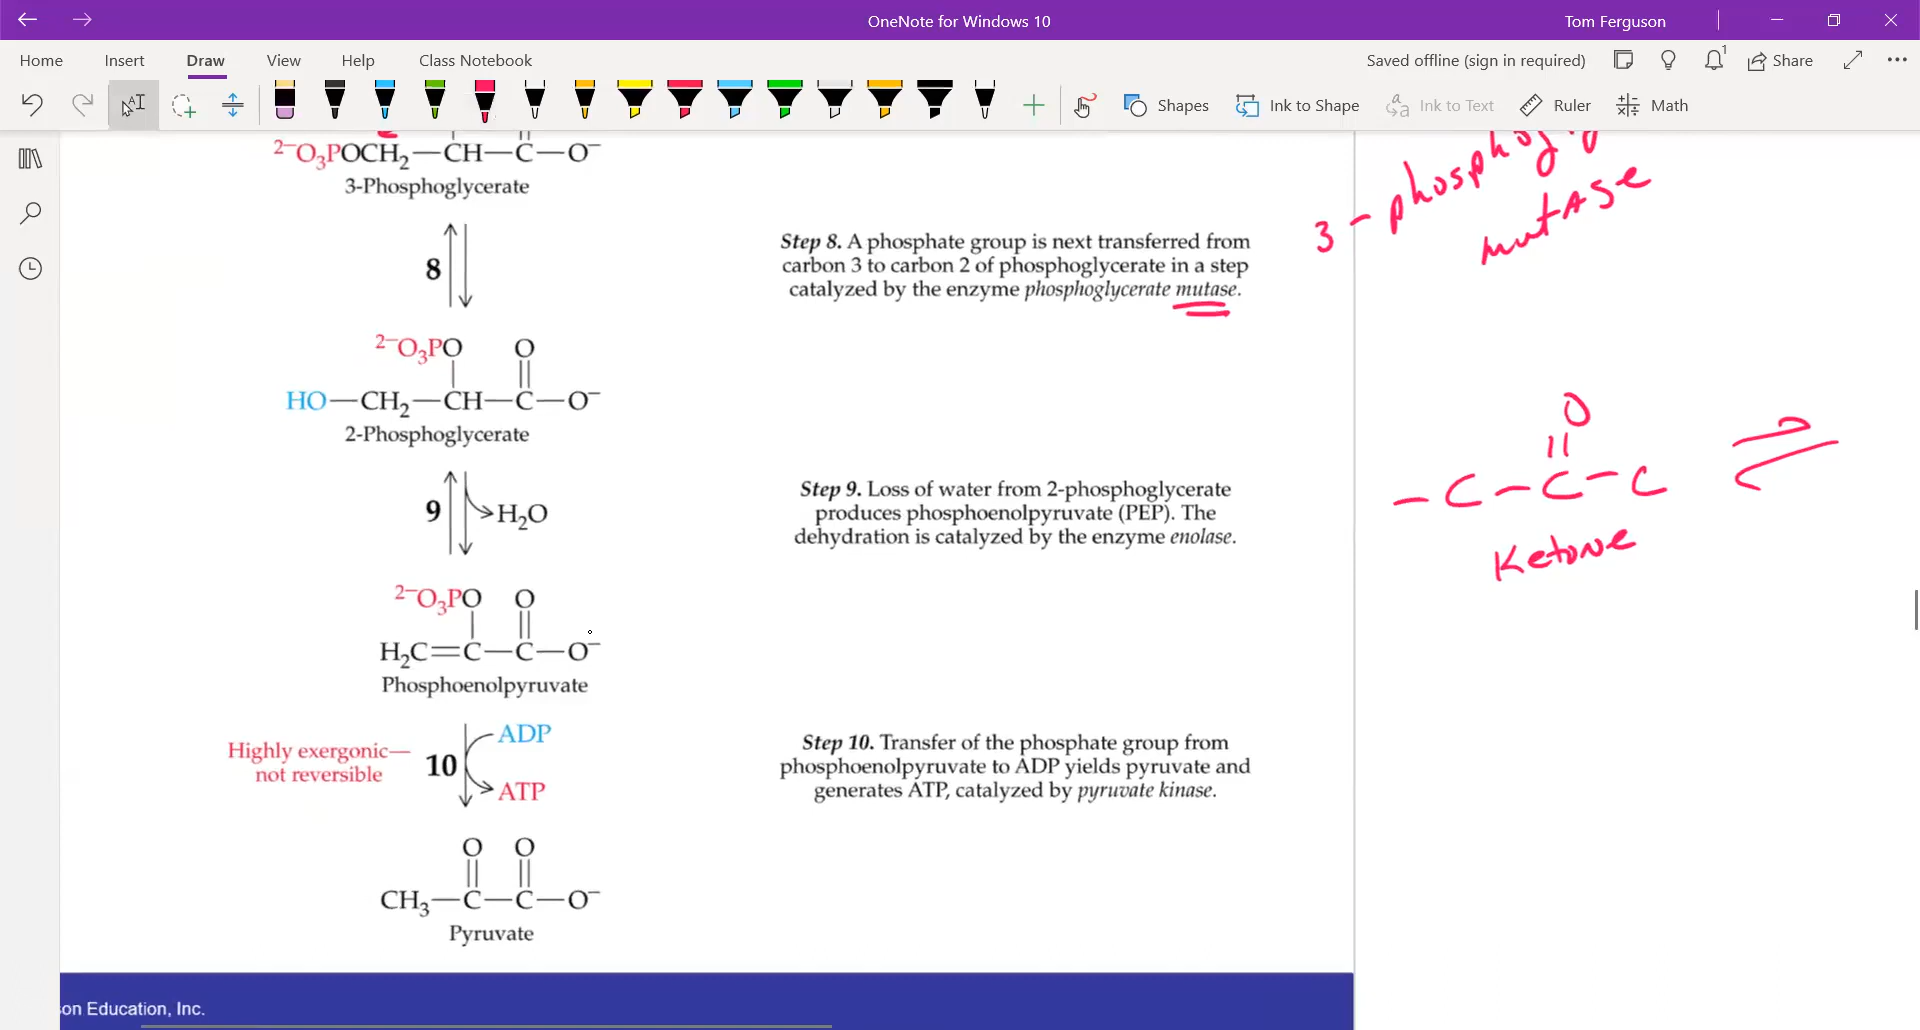 OneNote for Windows 10
Tom Ferguson
Home Insert Draw View Help Class Notebook
Saved offline (sign in required) 1 Share
AI Shapes Ink to Shape Ink to Text Ruler Math
²⁻O₃POCH₂—CH—C—O⁻
3-Phosphoglycerate
8
Step 8. A phosphate group is next transferred from
carbon 3 to carbon 2 of phosphoglycerate in a step
catalyzed by the enzyme phosphoglycerate mutase.
3-
mutase
²⁻O₃PO O
HO—CH₂—CH—C—O⁻
2-Phosphoglycerate
O
-C-C-C
Ketone
9
H₂O
Step 9. Loss of water from 2-phosphoglycerate
produces phosphoenolpyruvate (PEP). The
dehydration is catalyzed by the enzyme enolase.
²⁻O₃PO O
H₂C=C—C—O⁻
Phosphoenolpyruvate
Highly exergonic—
not reversible
10
ADP
ATP
Step 10. Transfer of the phosphate group from
phosphoenolpyruvate to ADP yields pyruvate and
generates ATP, catalyzed by pyruvate kinase.
O O
CH₃—C—C—O⁻
Pyruvate
son Education, Inc.